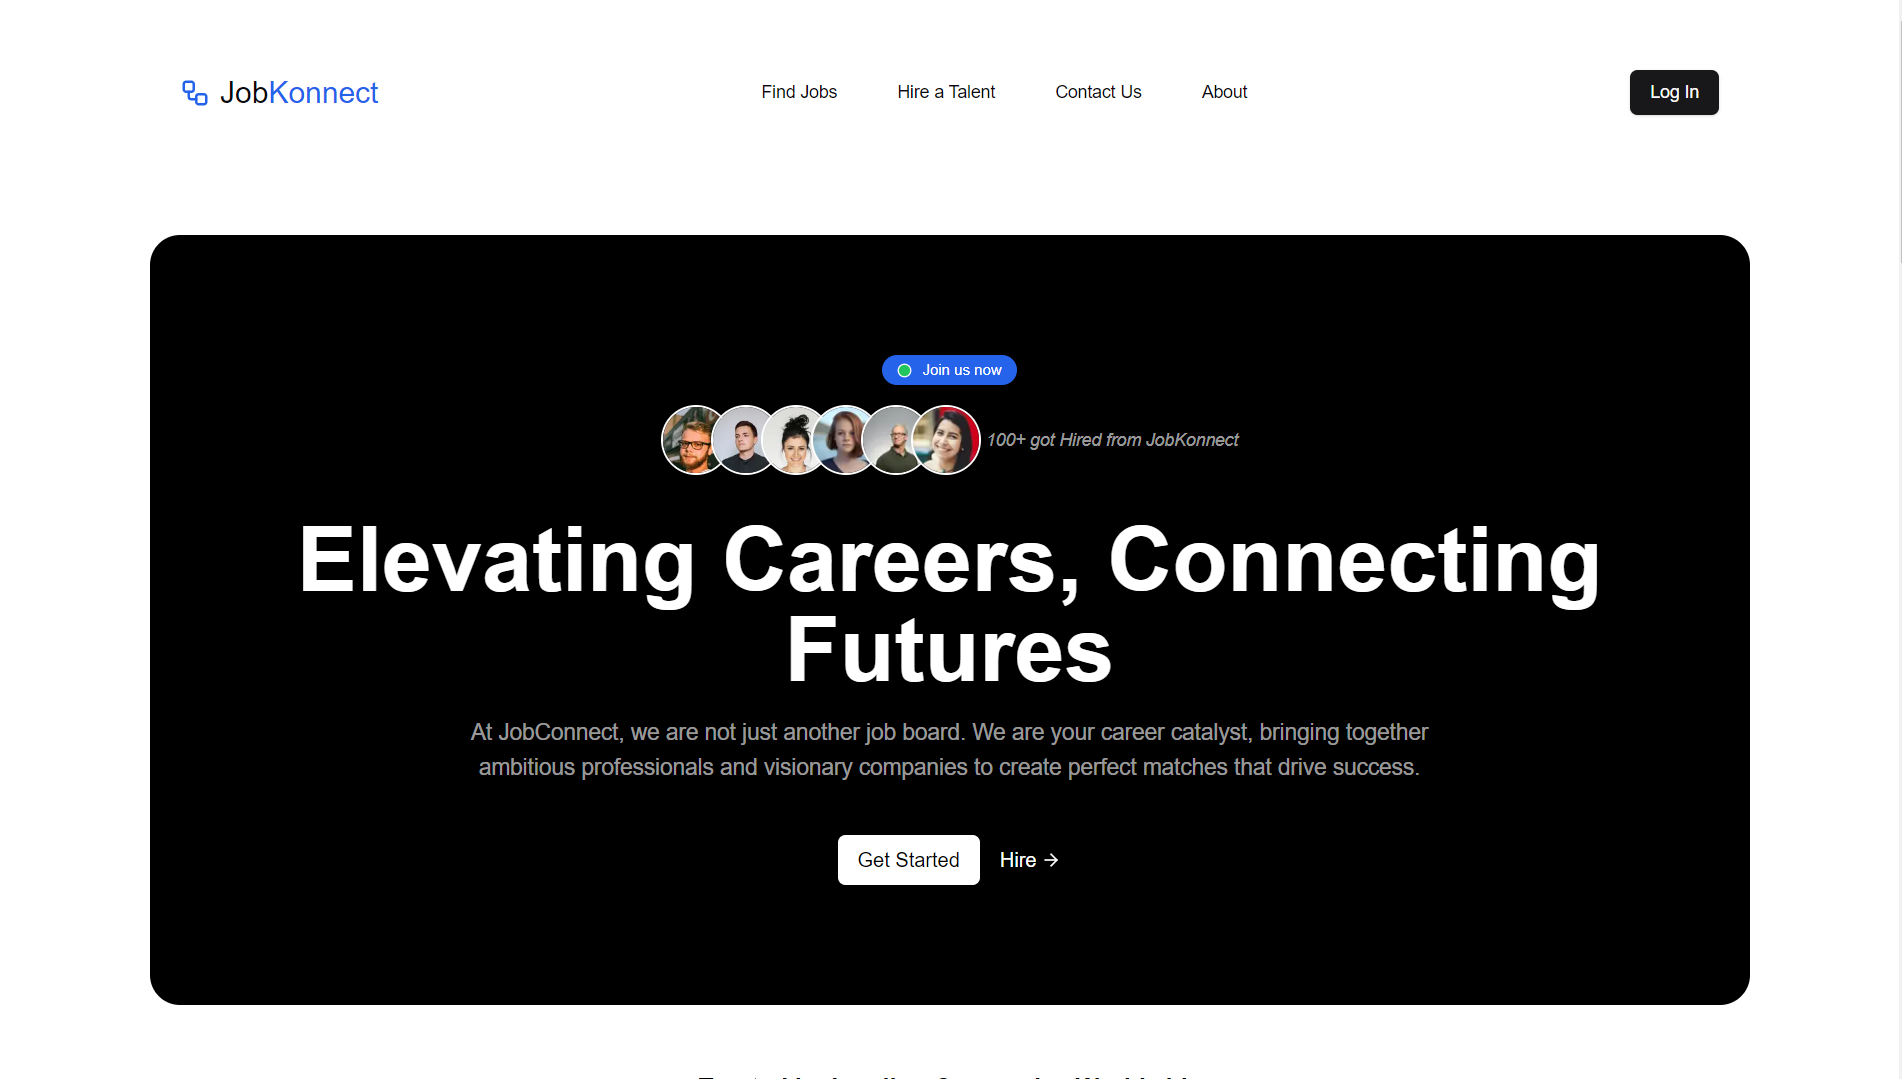 JobKonnect
Find Jobs
Hire a Talent
Contact Us
About
Log In
Join us now
100+ got Hired from JobKonnect
Elevating Careers, Connecting
Futures
At JobConnect, we are not just another job board. We are your career catalyst, bringing together
ambitious professionals and visionary companies to create perfect matches that drive success.
Get Started
Hire